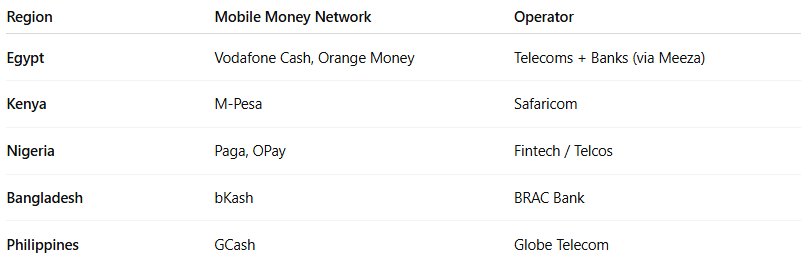 Region Mobile Money Network Operator
Egypt Vodafone Cash, Orange Money Telecoms + Banks (via Meeza)
Kenya M-Pesa Safaricom
Nigeria Paga, OPay Fintech / Telcos
Bangladesh bKash BRAC Bank
Philippines GCash Globe Telecom